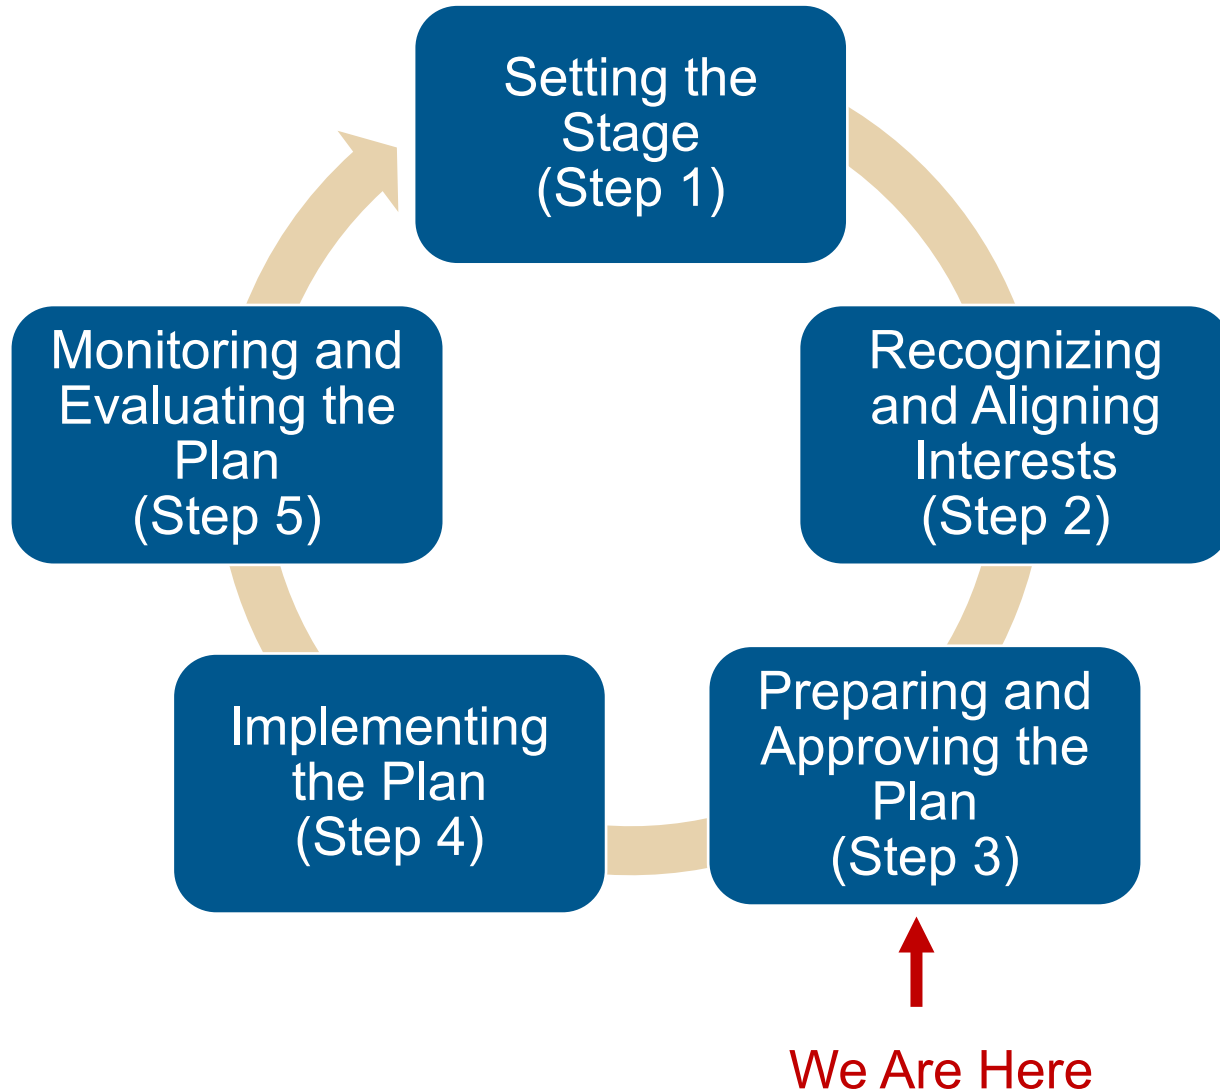 Setting the
Stage
(Step 1)
Recognizing
and Aligning
Interests
(Step 2)
Preparing and
Approving the
Plan
(Step 3)
Implementing
the Plan
(Step 4)
Monitoring and
Evaluating the
Plan
(Step 5)
We Are Here